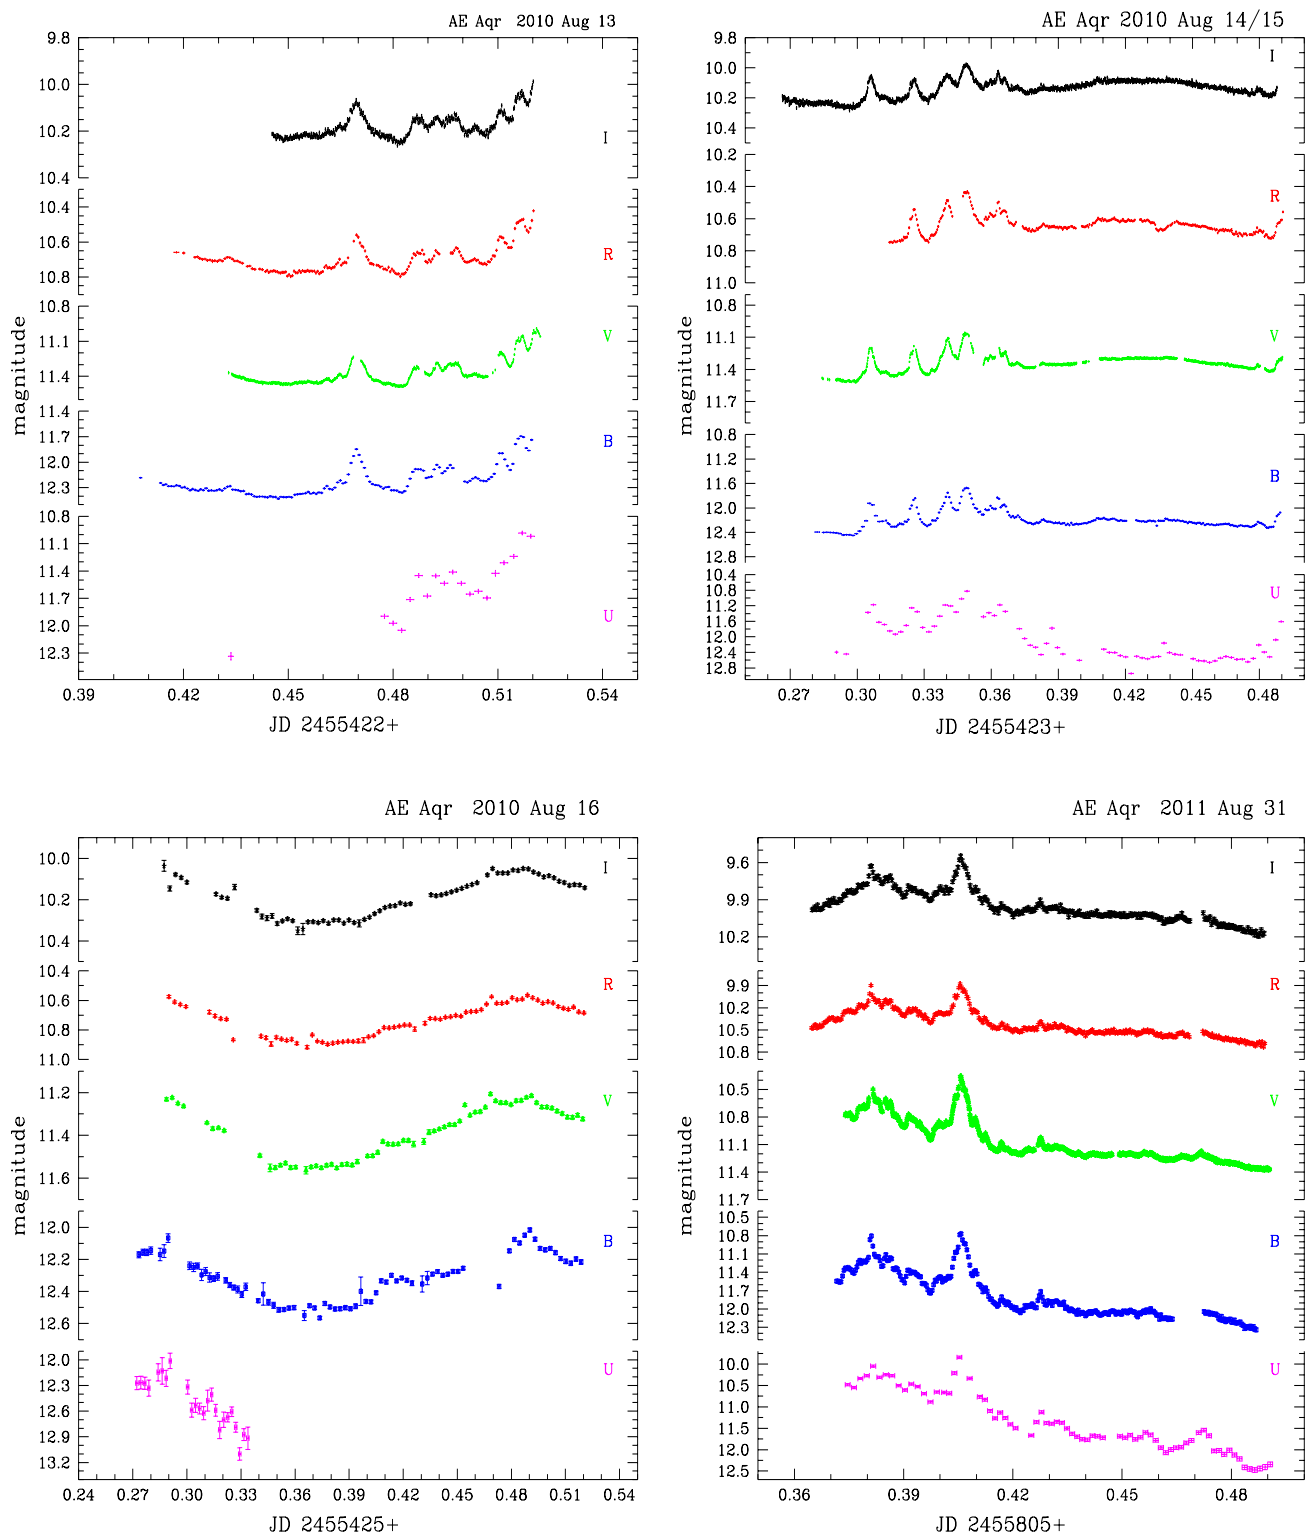 AE Aqr 2010 Aug 13
9.8
10.0
10.2
10.4
I
10.4
10.6
10.8
R
10.8
11.1
11.4
V
11.4
11.7
12.0
12.3
B
10.8
11.1
11.4
11.7
12.0
12.3
U
magnitude
0.39 0.42 0.45 0.48 0.51 0.54
JD 2455422+
AE Aqr 2010 Aug 14/15
9.8
10.0
10.2
10.4
I
10.2
10.4
10.6
10.8
11.0
R
10.8
11.1
11.4
11.7
V
10.8
11.2
11.6
12.0
12.4
12.8
B
10.4
10.8
11.2
11.6
12.0
12.4
12.8
U
magnitude
0.27 0.30 0.33 0.36 0.39 0.42 0.45 0.49
JD 2455423+
AE Aqr 2010 Aug 16
10.0
10.2
10.4
I
10.4
10.6
10.8
11.0
R
11.2
11.4
11.6
V
12.0
12.2
12.4
12.6
B
12.0
12.3
12.6
12.9
13.2
U
magnitude
0.24 0.27 0.30 0.33 0.36 0.39 0.42 0.45 0.48 0.51 0.54
JD 2455425+
AE Aqr 2011 Aug 31
9.6
9.9
10.2
I
9.9
10.2
10.5
10.8
R
10.5
10.8
11.1
11.4
11.7
V
10.5
10.8
11.1
11.4
11.7
12.0
12.3
B
10.0
10.5
11.0
11.5
12.0
12.5
U
magnitude
0.36 0.39 0.42 0.45 0.48
JD 2455805+